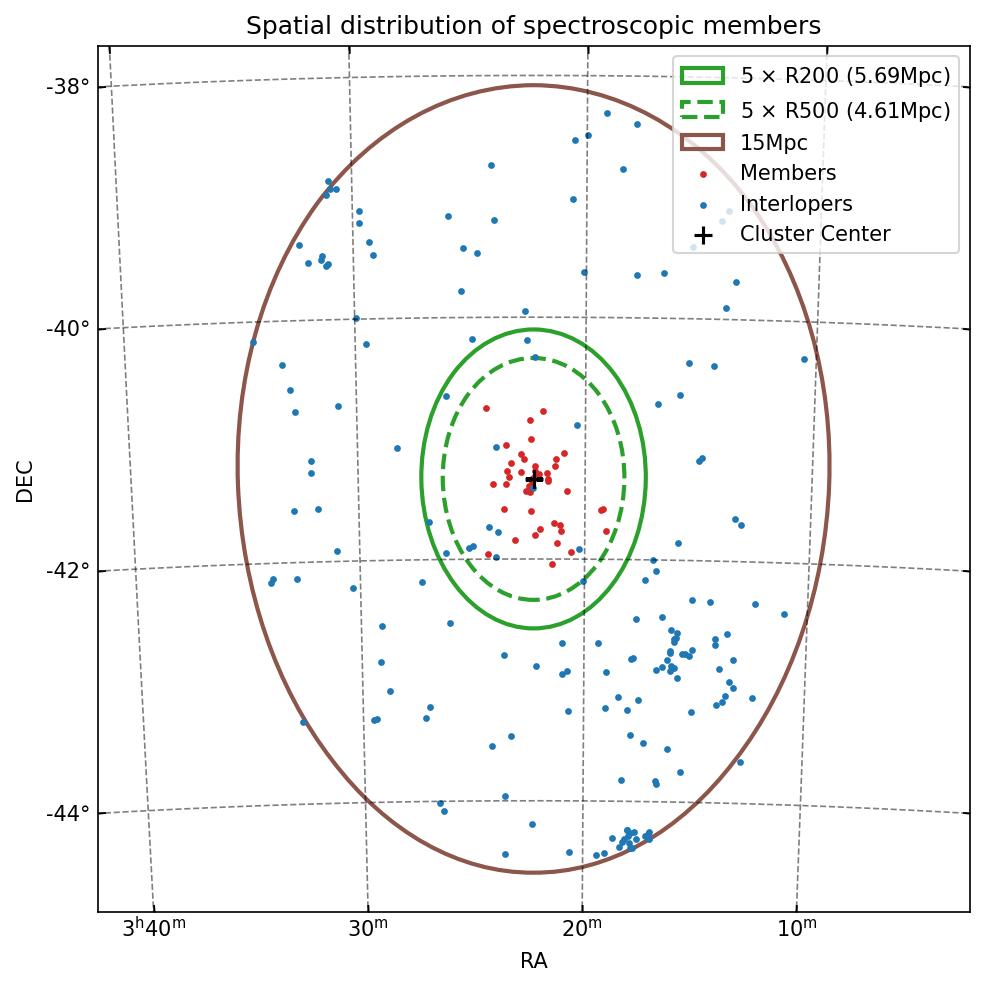 Spatial distribution of spectroscopic members
5 × R200 (5.69Mpc)
5 × R500 (4.61Mpc)
15Mpc
Members
Interlopers
Cluster Center
-38°
-40°
-42°
-44°
DEC
3ʰ40ᵐ 30ᵐ 20ᵐ 10ᵐ
RA